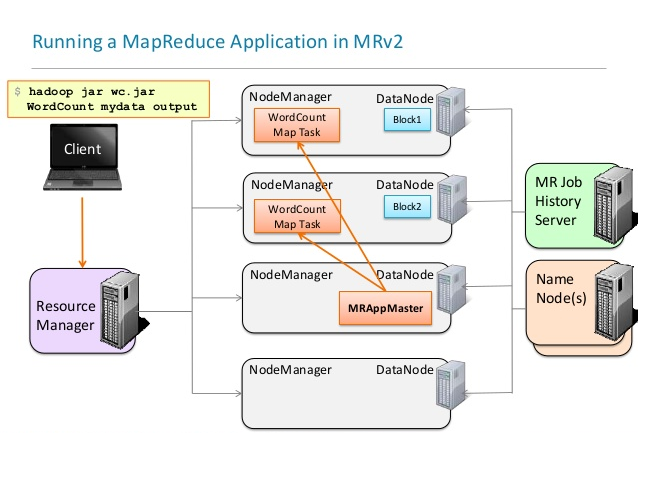 Running a MapReduce Application in MRv2
$ hadoop jar wc.jar
WordCount mydata output
Client
Resource
Manager
NodeManager DataNode
WordCount
Map Task
Block1
NodeManager DataNode
WordCount
Map Task
Block2
NodeManager DataNode
MRAppMaster
NodeManager DataNode
MR Job
History
Server
Name
Node(s)